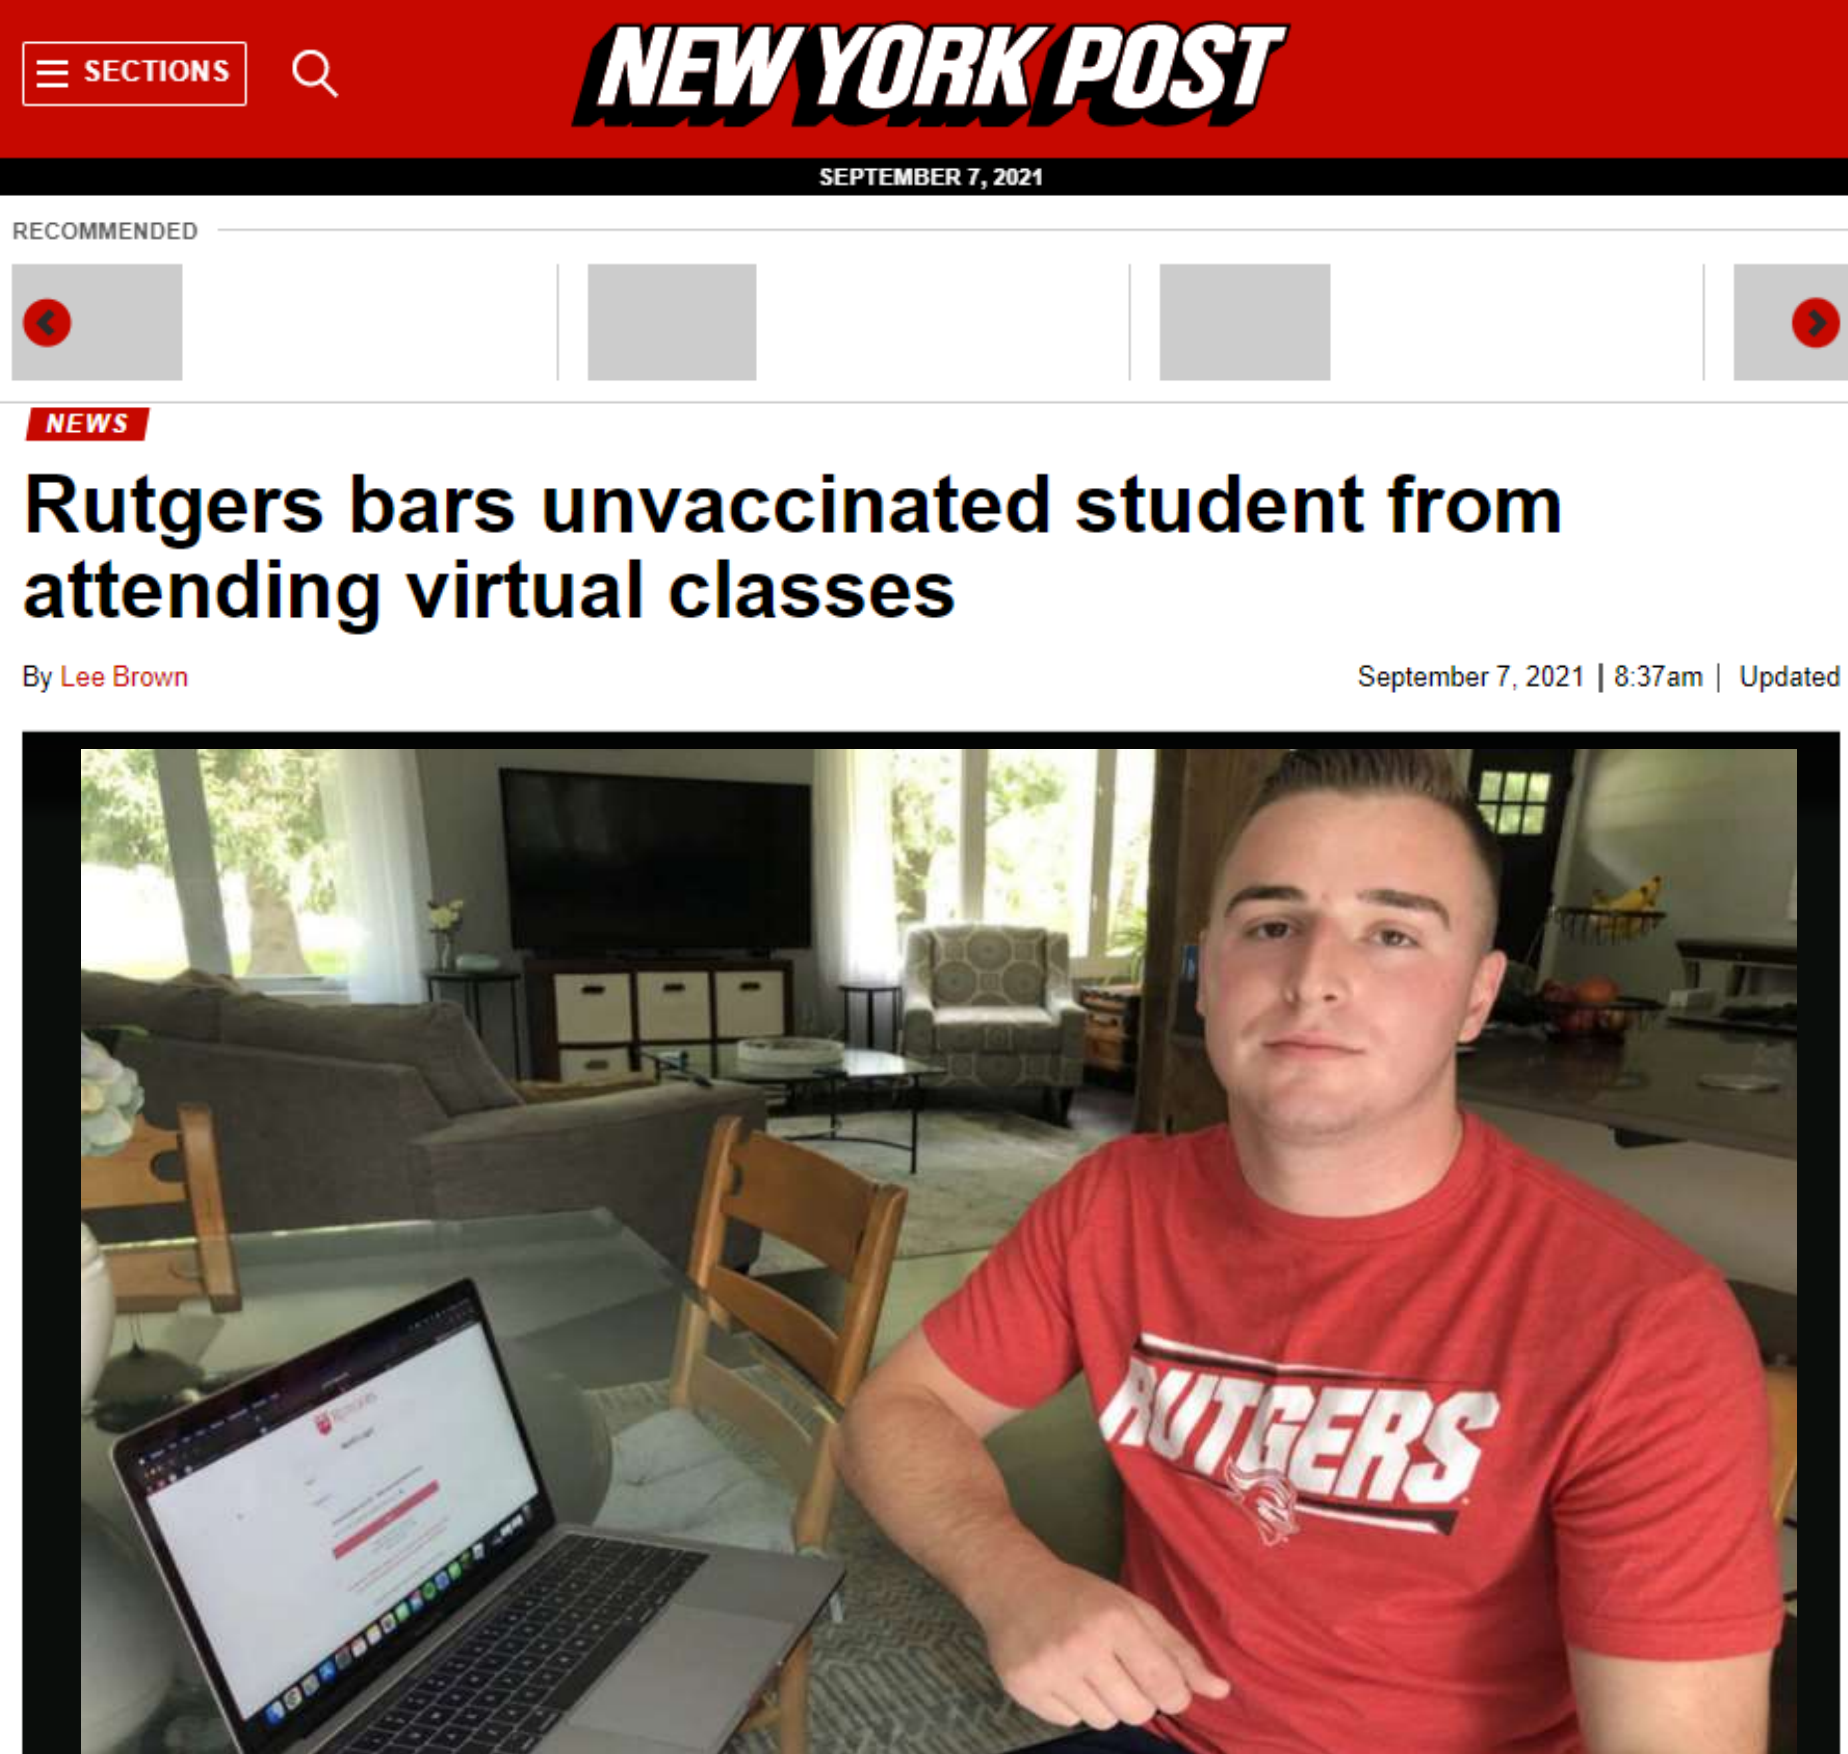 SECTIONS
NEW YORK POST
SEPTEMBER 7, 2021
RECOMMENDED
NEWS
Rutgers bars unvaccinated student from
attending virtual classes
By Lee Brown
September 7, 2021 | 8:37am | Updated
RUTGERS